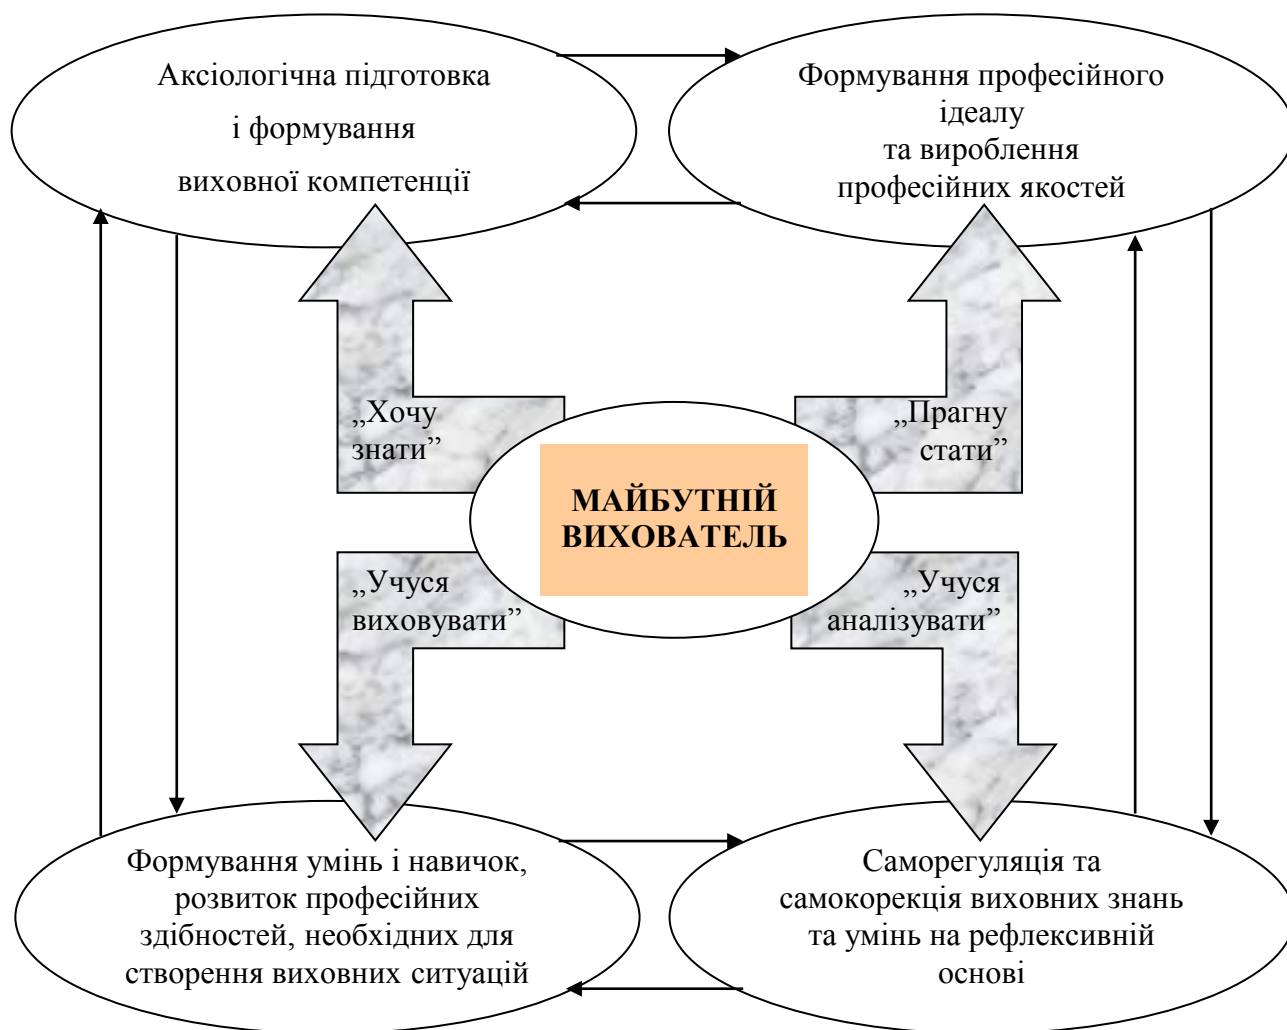 Аксіологічна підготовка
і формування
виховної компетенції
Формування професійного
ідеалу
та вироблення
професійних якостей
„Хочу
знати”
„Прагну
стати”
МАЙБУТНІЙ
ВИХОВАТЕЛЬ
„Учуся
виховувати”
„Учуся
аналізувати”
Формування умінь і навичок,
розвиток професійних
здібностей, необхідних для
створення виховних ситуацій
Саморегуляція та
самокорекція виховних знань
та умінь на рефлексивній
основі